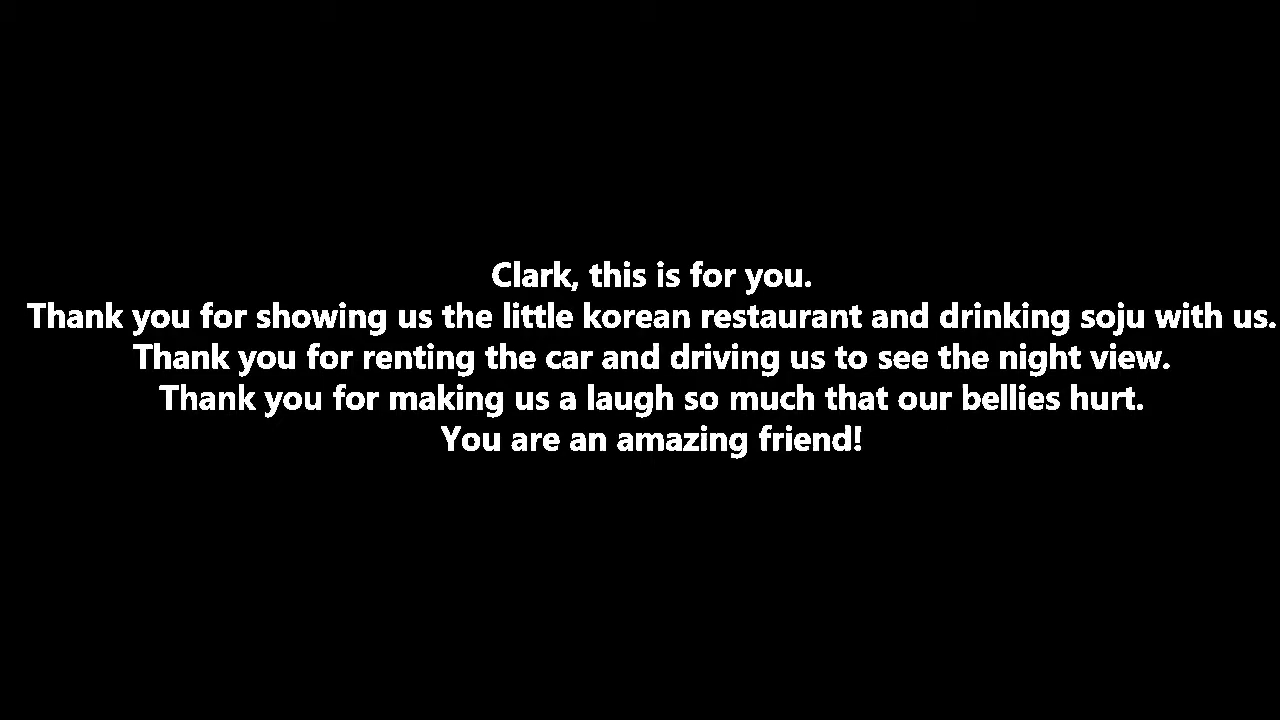 Clark, this is for you.
Thank you for showing us the little korean restaurant and drinking soju with us.
Thank you for renting the car and driving us to see the night view.
Thank you for making us a laugh so much that our bellies hurt.
You are an amazing friend!